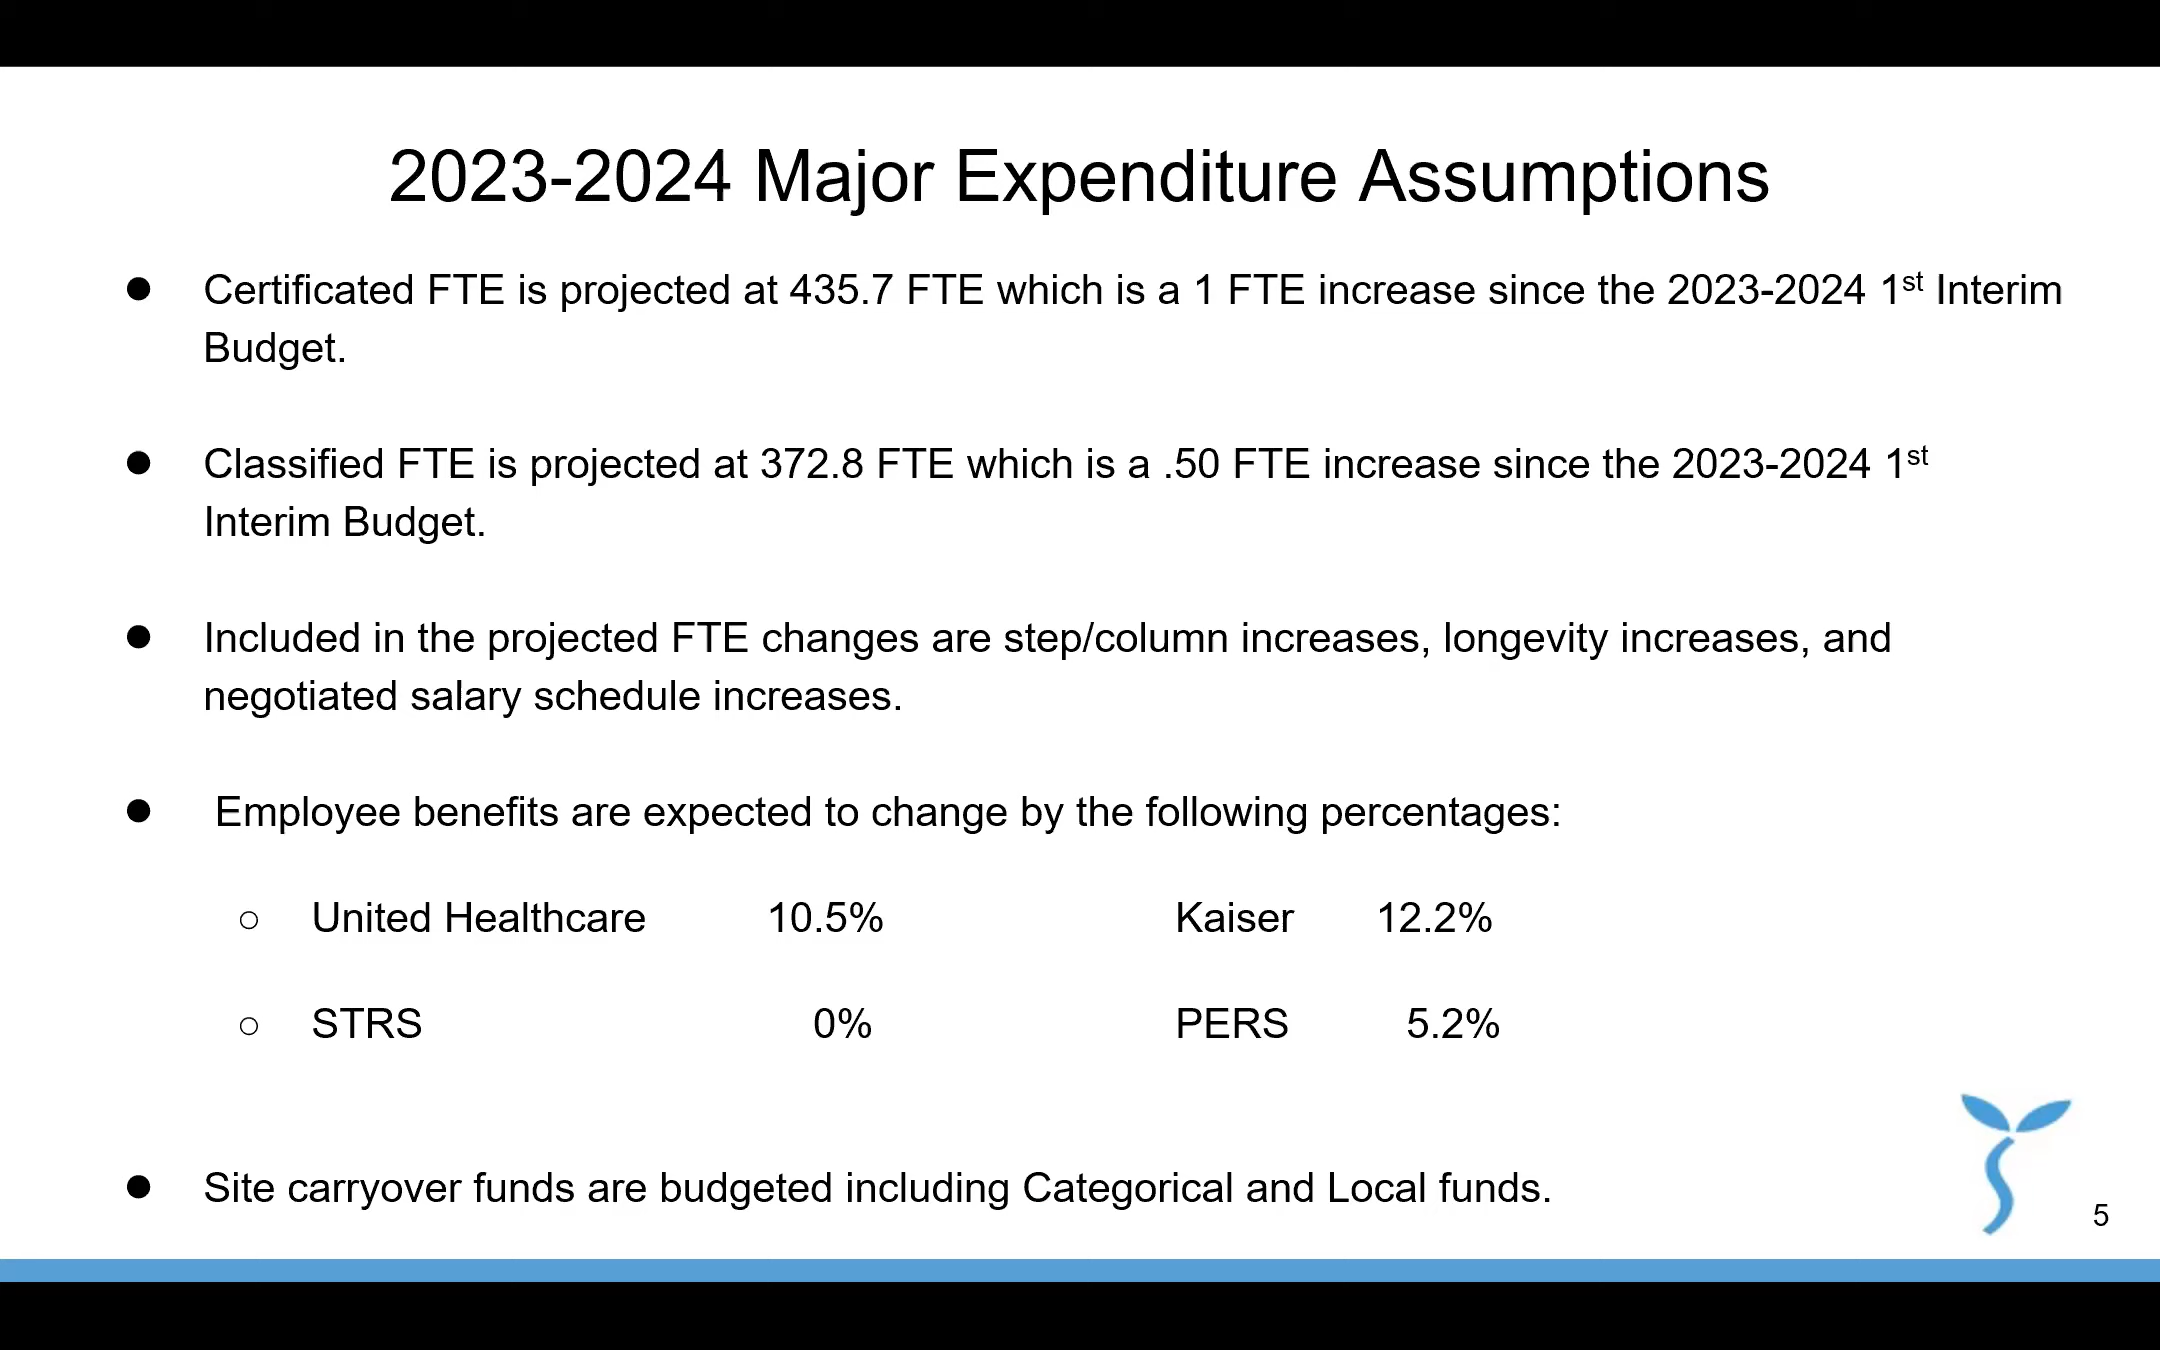 2023-2024 Major Expenditure Assumptions
● Certificated FTE is projected at 435.7 FTE which is a 1 FTE increase since the 2023-2024 1st Interim
Budget.
● Classified FTE is projected at 372.8 FTE which is a .50 FTE increase since the 2023-2024 1st
Interim Budget.
● Included in the projected FTE changes are step/column increases, longevity increases, and
negotiated salary schedule increases.
● Employee benefits are expected to change by the following percentages:
○ United Healthcare 10.5% Kaiser 12.2%
○ STRS 0% PERS 5.2%
● Site carryover funds are budgeted including Categorical and Local funds.
5